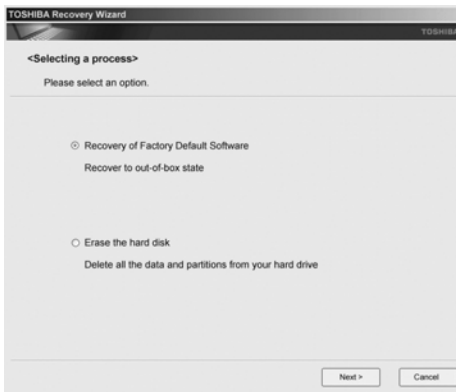 TOSHIBA Recovery Wizard
TOSHIBA
<Selecting a process>
Please select an option.
Recovery of Factory Default Software
Recover to out-of-box state
Erase the hard disk
Delete all the data and partitions from your hard drive
Next > Cancel